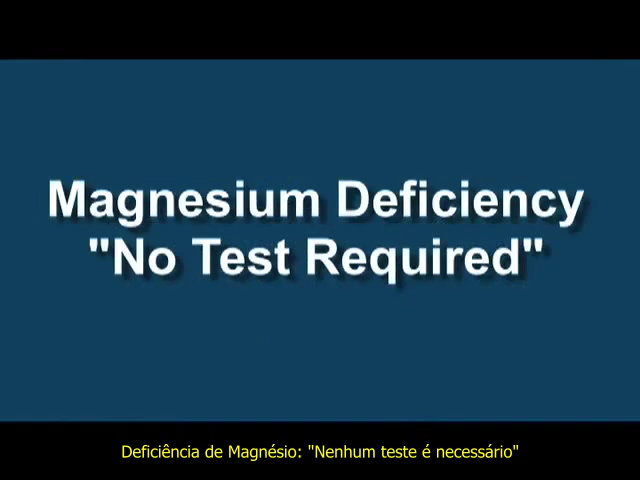 Magnesium Deficiency
"No Test Required"
Deficiência de Magnésio: "Nenhum teste é necessário"